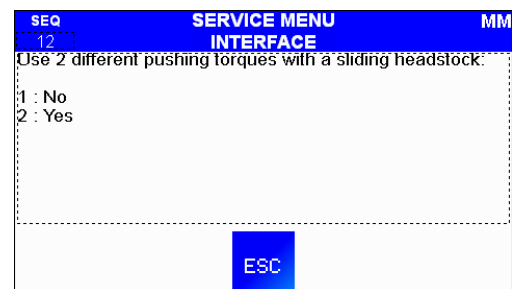 SEQ SERVICE MENU MM
12 INTERFACE
Use 2 different pushing torques with a sliding headstock:
1 : No
2 : Yes
ESC